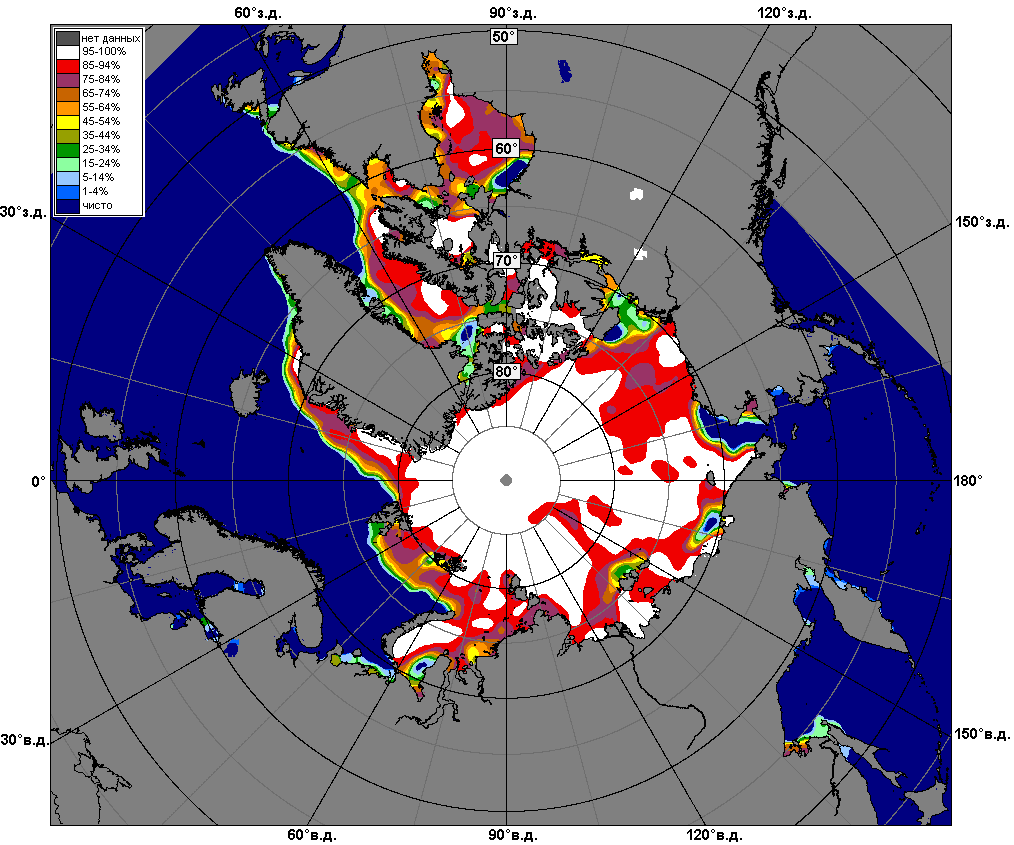 60°з.д.
90°з.д.
120°з.д.
50°
нет данных
95-100%
85-94%
75-84%
65-74%
55-64%
45-54%
35-44%
25-34%
15-24%
5-14%
1-4%
чисто
60°
30°з.д.
150°з.д.
70°
80°
0°
180°
30°в.д.
150°в.д.
60°в.д.
90°в.д.
120°в.д.